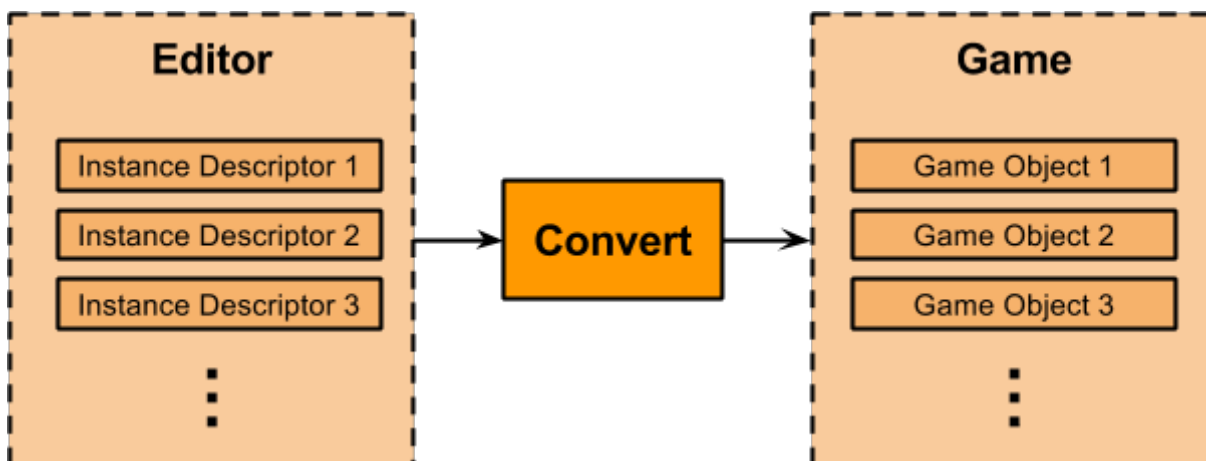 Editor
Instance Descriptor 1
Instance Descriptor 2
Instance Descriptor 3
Convert
Game
Game Object 1
Game Object 2
Game Object 3